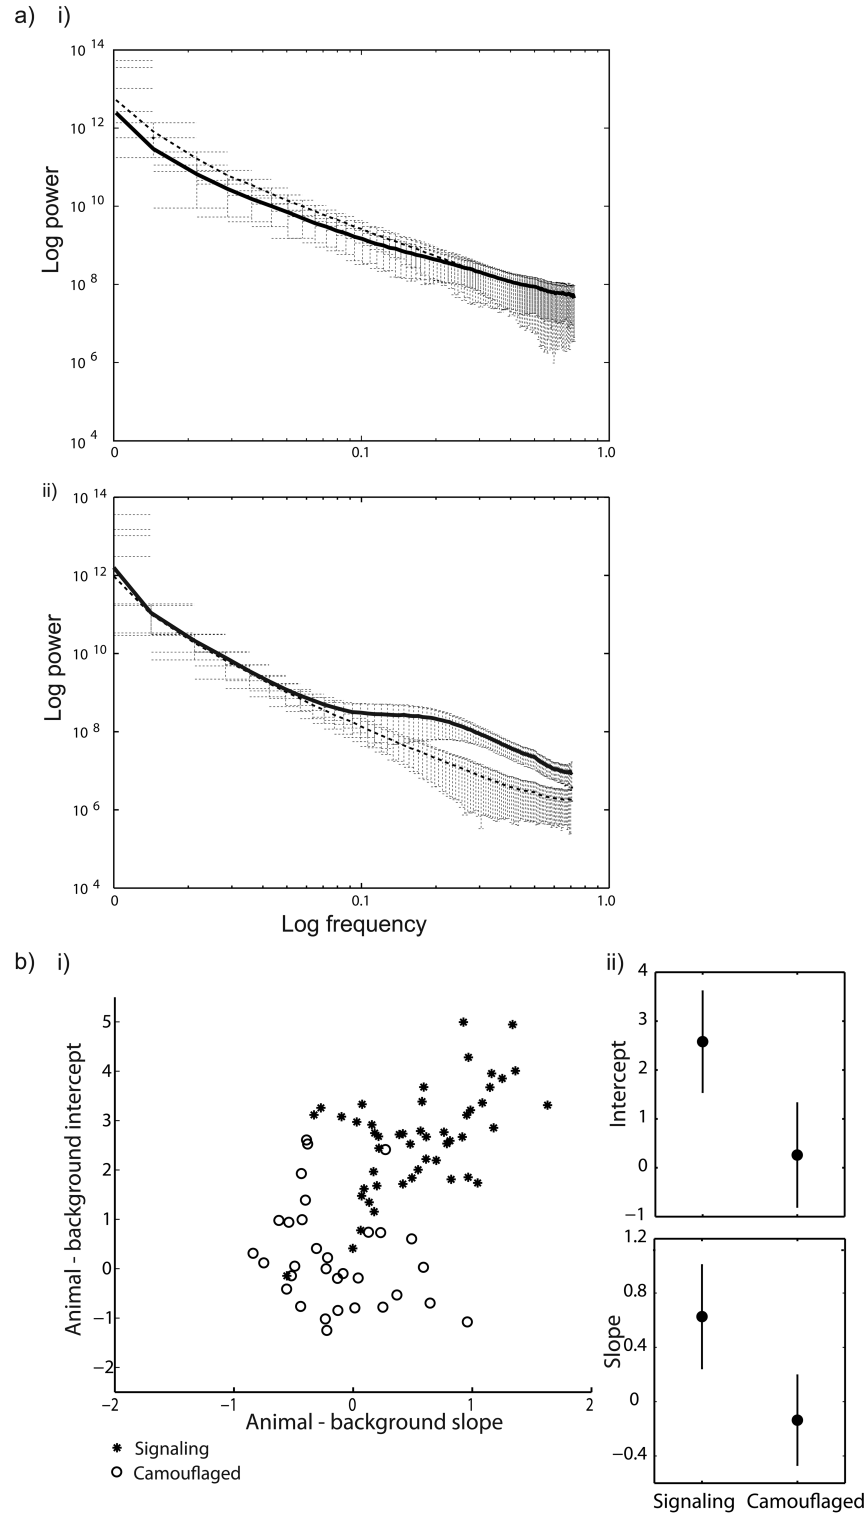 a) i)
10 14
10 12
10 10
10 8
10 6
10 4
Log power
0 0.1 1.0
ii)
10 14
10 12
10 10
10 8
10 6
10 4
Log power
0 0.1 1.0
Log frequency
b) i)
5
4
3
2
1
0
−1
−2
Animal - background intercept
−2 −1 0 1 2
Animal - background slope
Signaling
Camouflaged
ii)
4
3
2
1
0
−1
Intercept
1.2
0.8
0.4
0
−0.4
Slope
Signaling Camouflaged